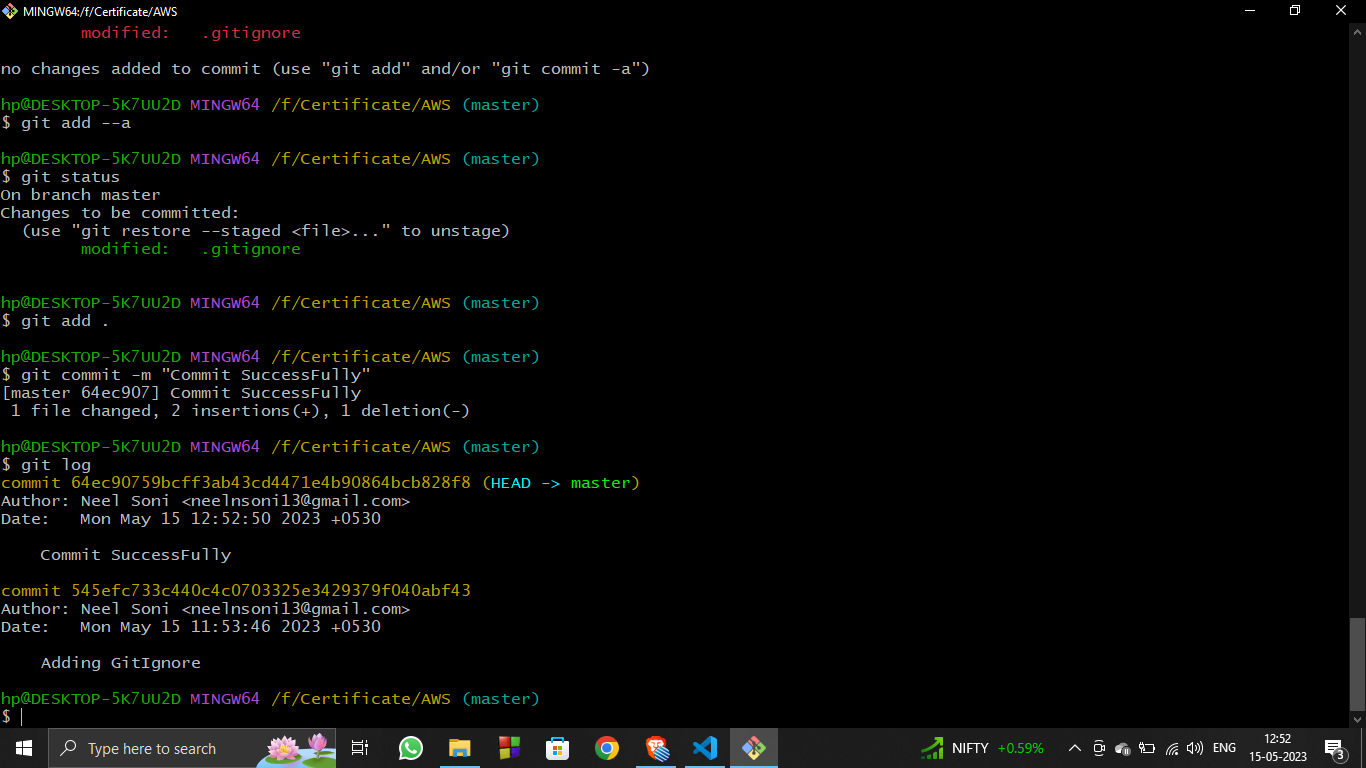 MINGW64:/f/Certificate/AWS
modified: .gitignore
no changes added to commit (use "git add" and/or "git commit -a")
hp@DESKTOP-5K7UU2D MINGW64 /f/Certificate/AWS (master)
$ git add --a
hp@DESKTOP-5K7UU2D MINGW64 /f/Certificate/AWS (master)
$ git status
On branch master
Changes to be committed:
(use "git restore --staged <file>..." to unstage)
modified: .gitignore
hp@DESKTOP-5K7UU2D MINGW64 /f/Certificate/AWS (master)
$ git add .
hp@DESKTOP-5K7UU2D MINGW64 /f/Certificate/AWS (master)
$ git commit -m "Commit SuccessFully"
[master 64ec907] Commit SuccessFully
1 file changed, 2 insertions(+), 1 deletion(-)
hp@DESKTOP-5K7UU2D MINGW64 /f/Certificate/AWS (master)
$ git log
commit 64ec90759bcff3ab43cd4471e4b90864bcb828f8 (HEAD -> master)
Author: Neel Soni <neelnsoni13@gmail.com>
Date: Mon May 15 12:52:50 2023 +0530
Commit SuccessFully
commit 545efc733c440c4c0703325e3429379f040abf43
Author: Neel Soni <neelnsoni13@gmail.com>
Date: Mon May 15 11:53:46 2023 +0530
Adding GitIgnore
hp@DESKTOP-5K7UU2D MINGW64 /f/Certificate/AWS (master)
$
Type here to search
NIFTY +0.59%
ENG
12:52
15-05-2023
3